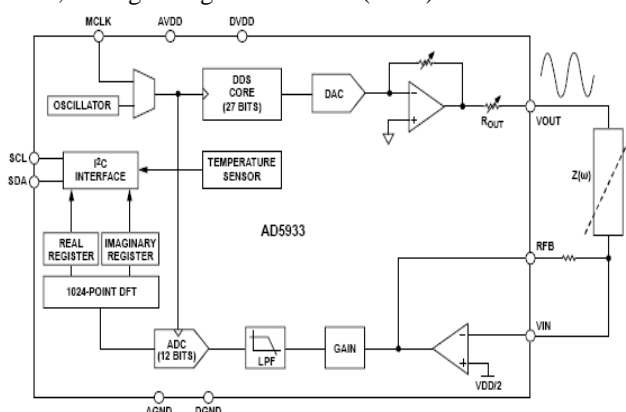 MCLK AVDD DVDD
OSCILLATOR
DDS
CORE
(27 BITS)
DAC
ROUT
VOUT
SCL
SDA
I²C
INTERFACE
TEMPERATURE
SENSOR
Z(ω)
AD5933
REAL
REGISTER
IMAGINARY
REGISTER
RFB
1024-POINT DFT
ADC
(12 BITS)
LPF
GAIN
VIN
VDD/2
AGND DGND